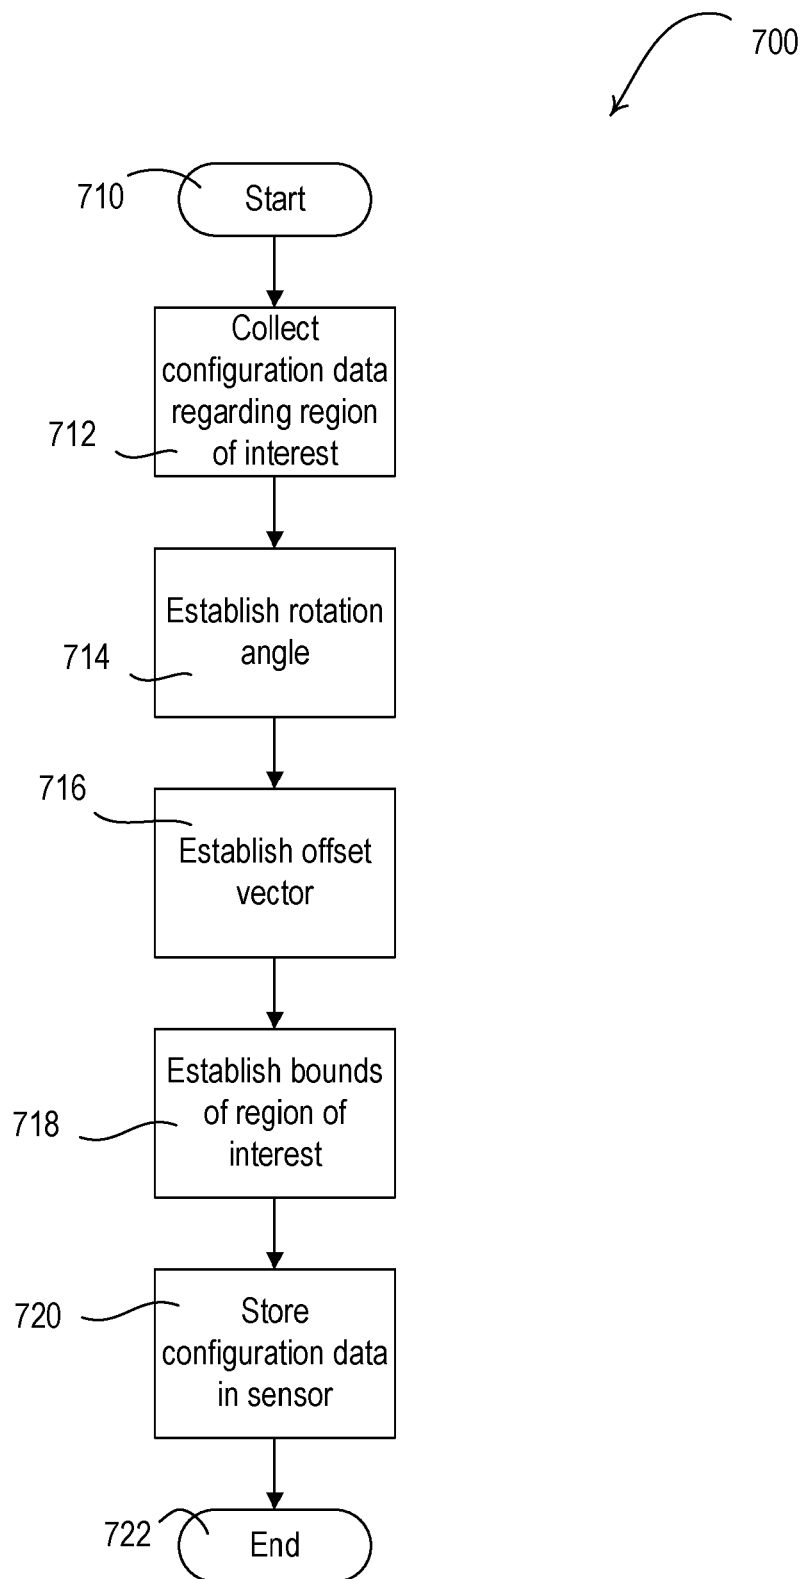 700
710
Start
Collect
configuration data
regarding region
of interest
712
Establish rotation
angle
714
716
Establish offset
vector
Establish bounds
of region of
interest
718
720
Store
configuration data
in sensor
722
End